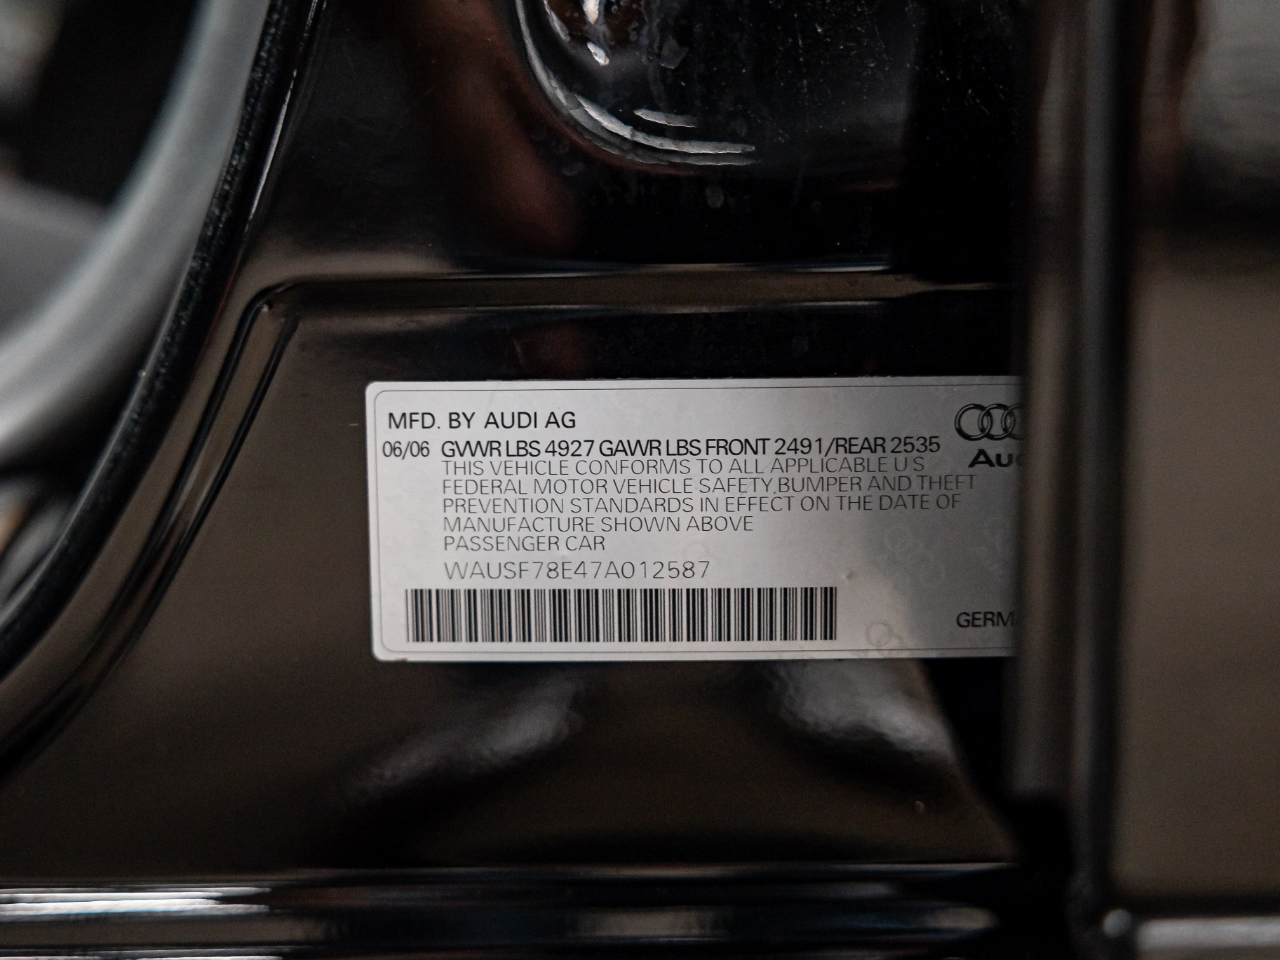 MFD. BY AUDI AG
06/06 GVWR LBS 4927 GAWR LBS FRONT 2491/REAR 2535
THIS VEHICLE CONFORMS TO ALL APPLICABLE U S
FEDERAL MOTOR VEHICLE SAFETY,BUMPER AND THEFT
PREVENTION STANDARDS IN EFFECT ON THE DATE OF
MANUFACTURE SHOWN ABOVE
PASSENGER CAR
WAUSF78E47A012587